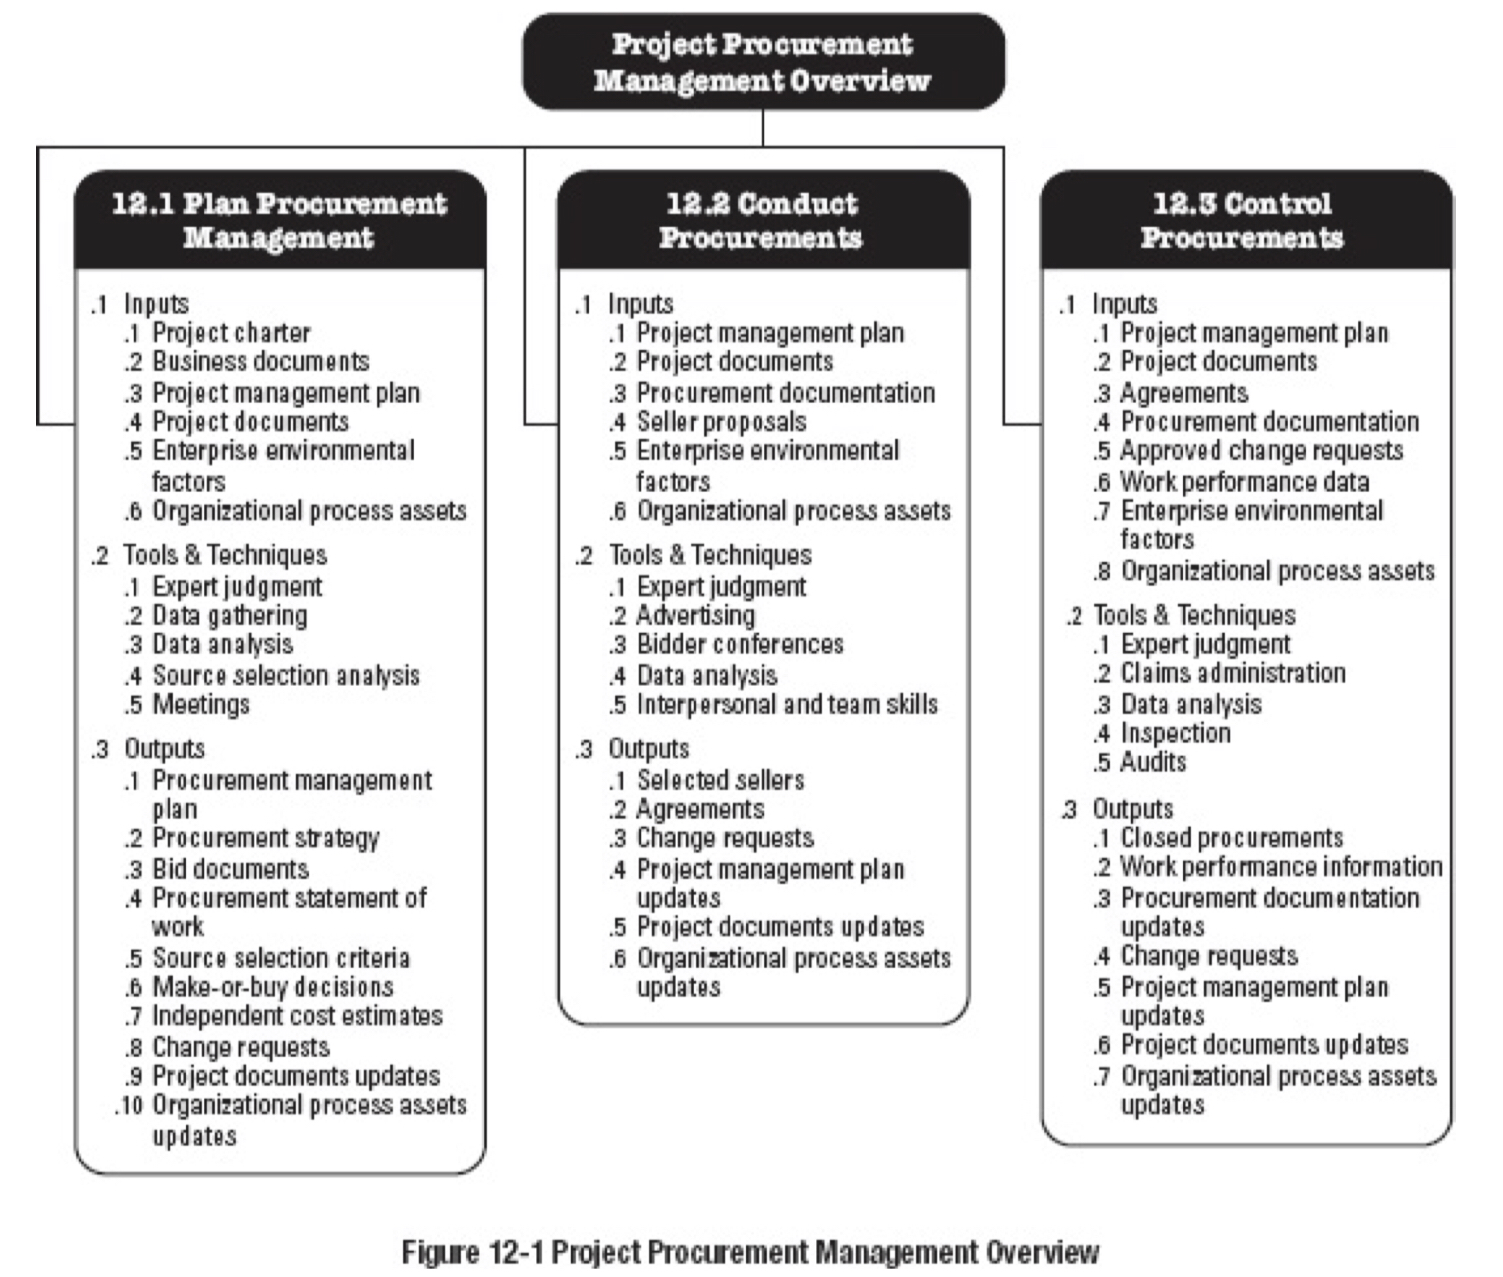 Project Procurement
Management Overview
12.1 Plan Procurement
Management
.1 Inputs
.1 Project charter
.2 Business documents
.3 Project management plan
.4 Project documents
.5 Enterprise environmental
factors
.6 Organizational process assets
.2 Tools & Techniques
.1 Expert judgment
.2 Data gathering
.3 Data analysis
.4 Source selection analysis
.5 Meetings
.3 Outputs
.1 Procurement management
plan
.2 Procurement strategy
.3 Bid documents
.4 Procurement statement of
work
.5 Source selection criteria
.6 Make-or-buy decisions
.7 Independent cost estimates
.8 Change requests
.9 Project documents updates
.10 Organizational process assets
updates
12.2 Conduct
Procurements
.1 Inputs
.1 Project management plan
.2 Project documents
.3 Procurement documentation
.4 Seller proposals
.5 Enterprise environmental
factors
.6 Organizational process assets
.2 Tools & Techniques
.1 Expert judgment
.2 Advertising
.3 Bidder conferences
.4 Data analysis
.5 Interpersonal and team skills
.3 Outputs
.1 Selected sellers
.2 Agreements
.3 Change requests
.4 Project management plan
updates
.5 Project documents updates
.6 Organizational process assets
updates
12.3 Control
Procurements
.1 Inputs
.1 Project management plan
.2 Project documents
.3 Agreements
.4 Procurement documentation
.5 Approved change requests
.6 Work performance data
.7 Enterprise environmental
factors
.8 Organizational process assets
.2 Tools & Techniques
.1 Expert judgment
.2 Claims administration
.3 Data analysis
.4 Inspection
.5 Audits
.3 Outputs
.1 Closed procurements
.2 Work performance information
.3 Procurement documentation
updates
.4 Change requests
.5 Project management plan
updates
.6 Project documents updates
.7 Organizational process assets
updates
Figure 12-1 Project Procurement Management Overview